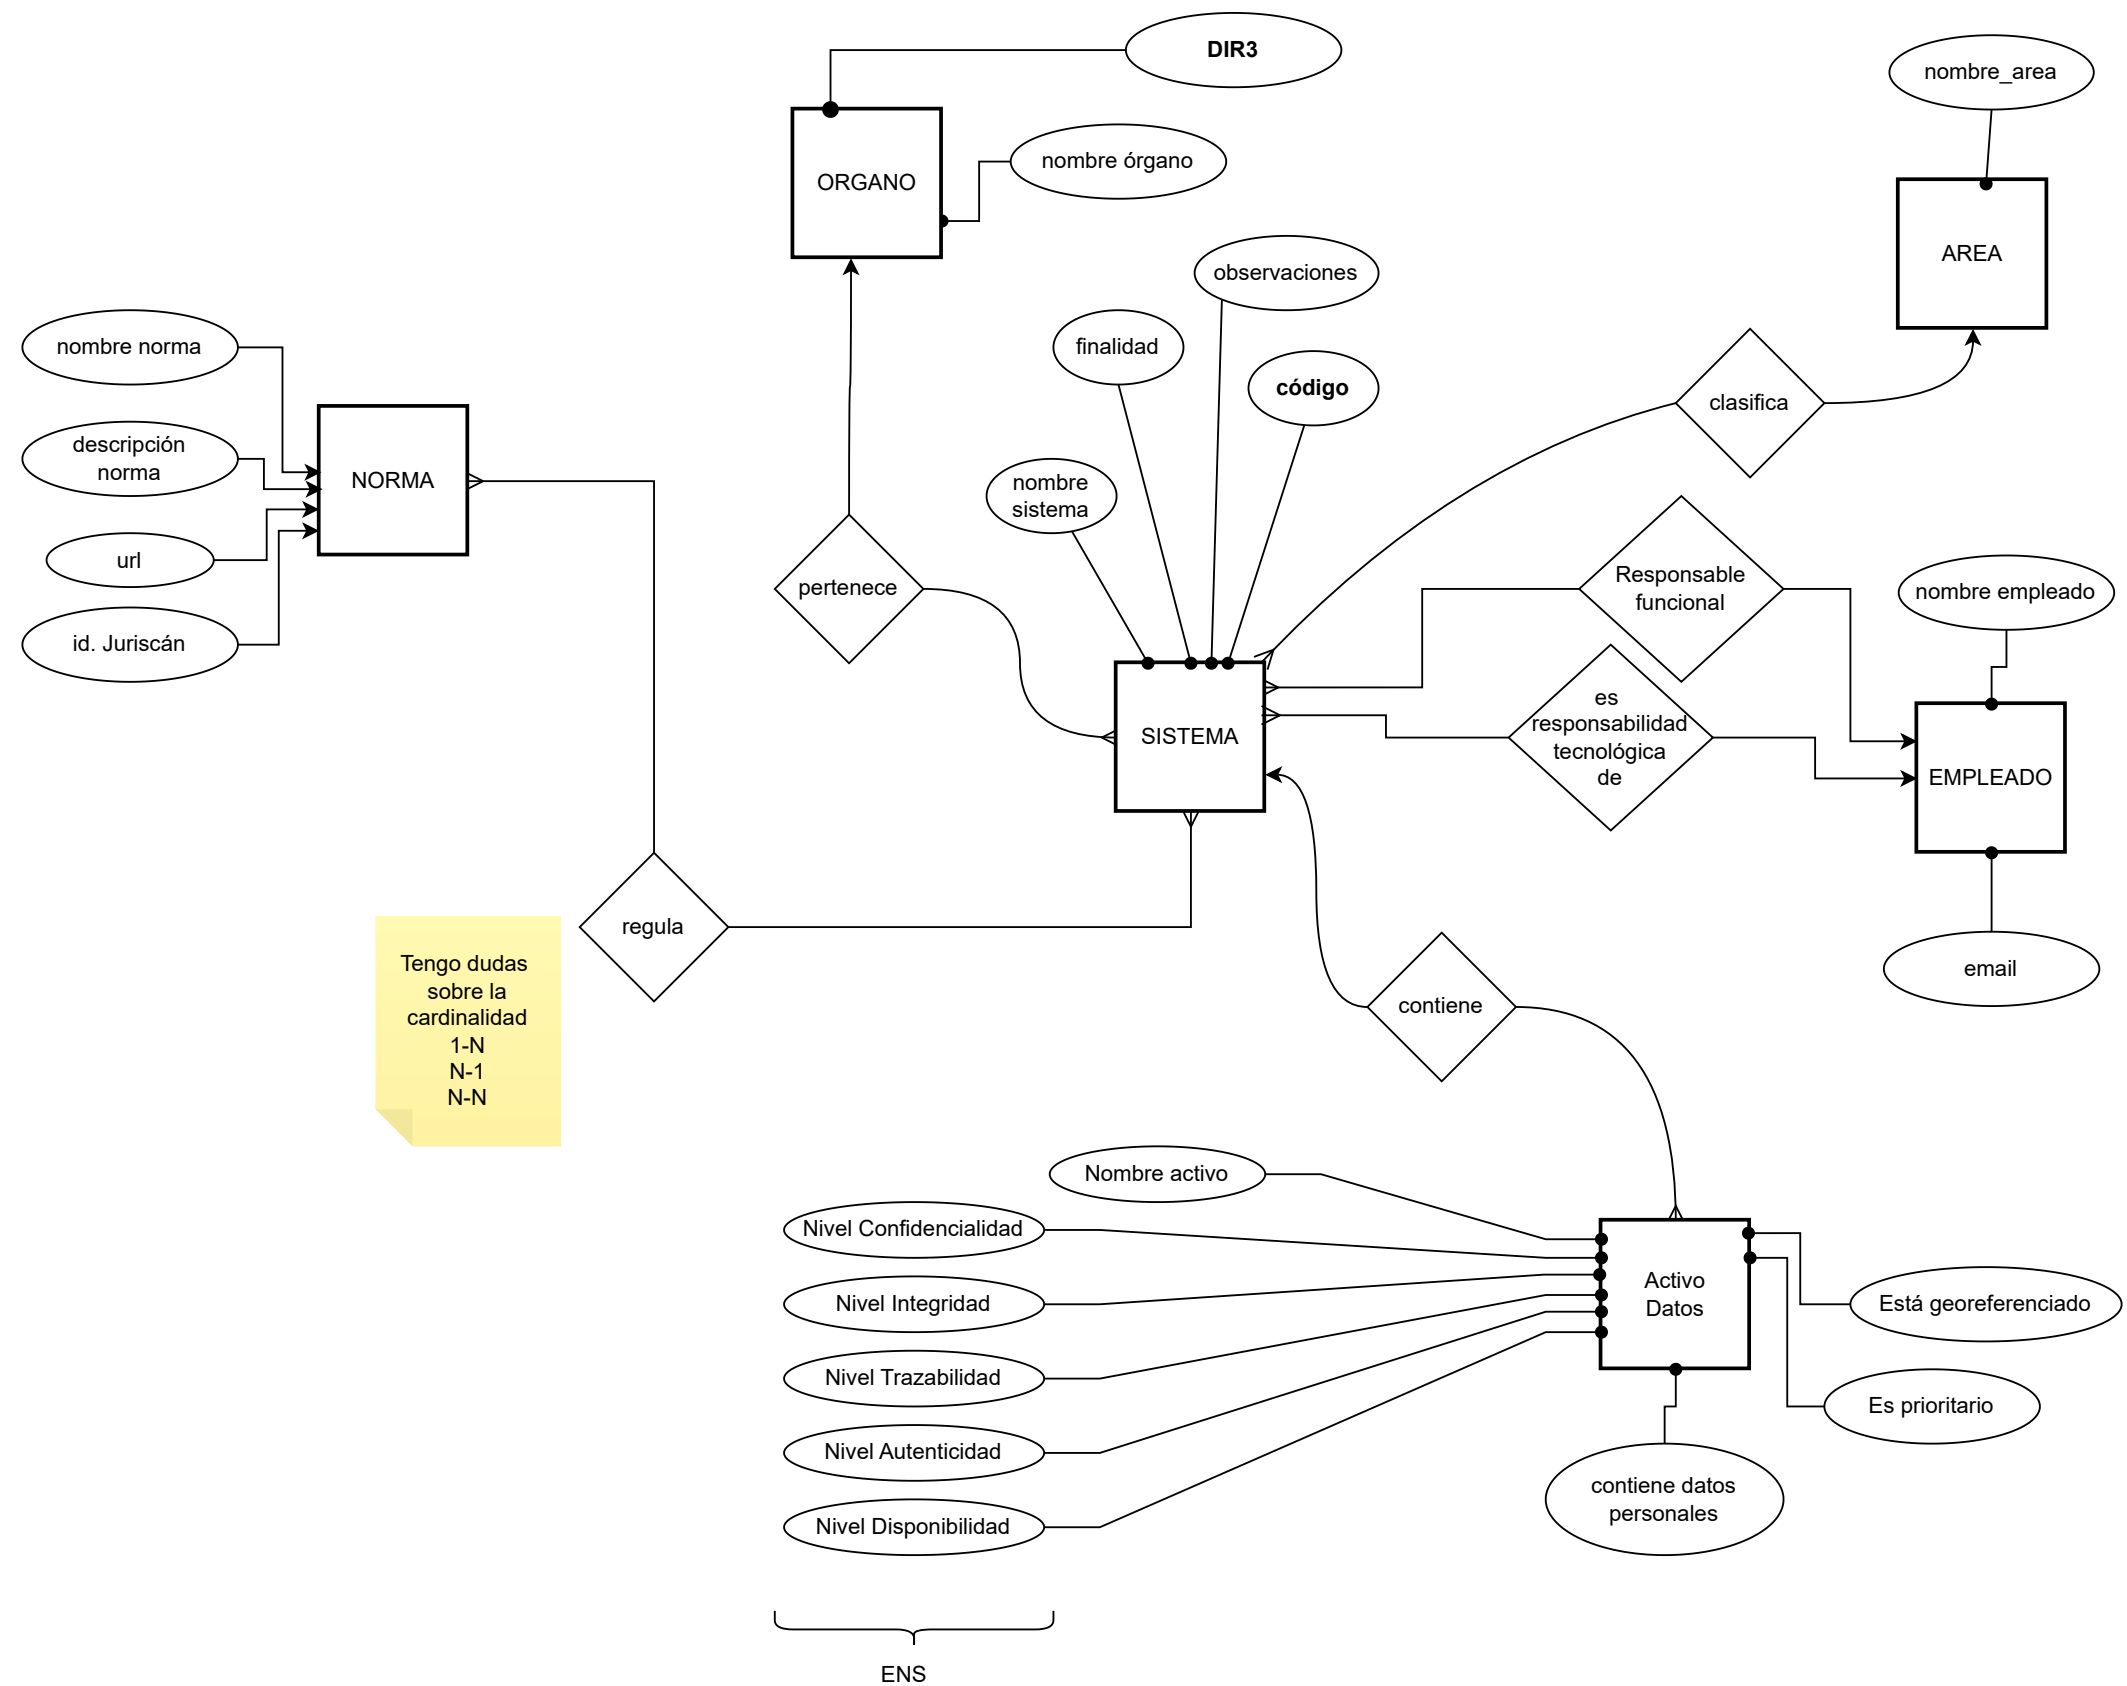 DIR3
nombre_area
nombre órgano
ORGANO
AREA
observaciones
nombre norma
finalidad
código
clasifica
descripción
norma
NORMA
nombre
sistema
url
id. Juriscán
pertenece
Responsable
funcional
nombre empleado
es
responsabilidad
tecnológica
de
SISTEMA
EMPLEADO
regula
email
Tengo dudas
sobre la
cardinalidad
1-N
N-1
N-N
contiene
Nombre activo
Nivel Confidencialidad
Nivel Integridad
Nivel Trazabilidad
Nivel Autenticidad
Nivel Disponibilidad
Activo
Datos
Está georeferenciado
Es prioritario
contiene datos
personales
ENS